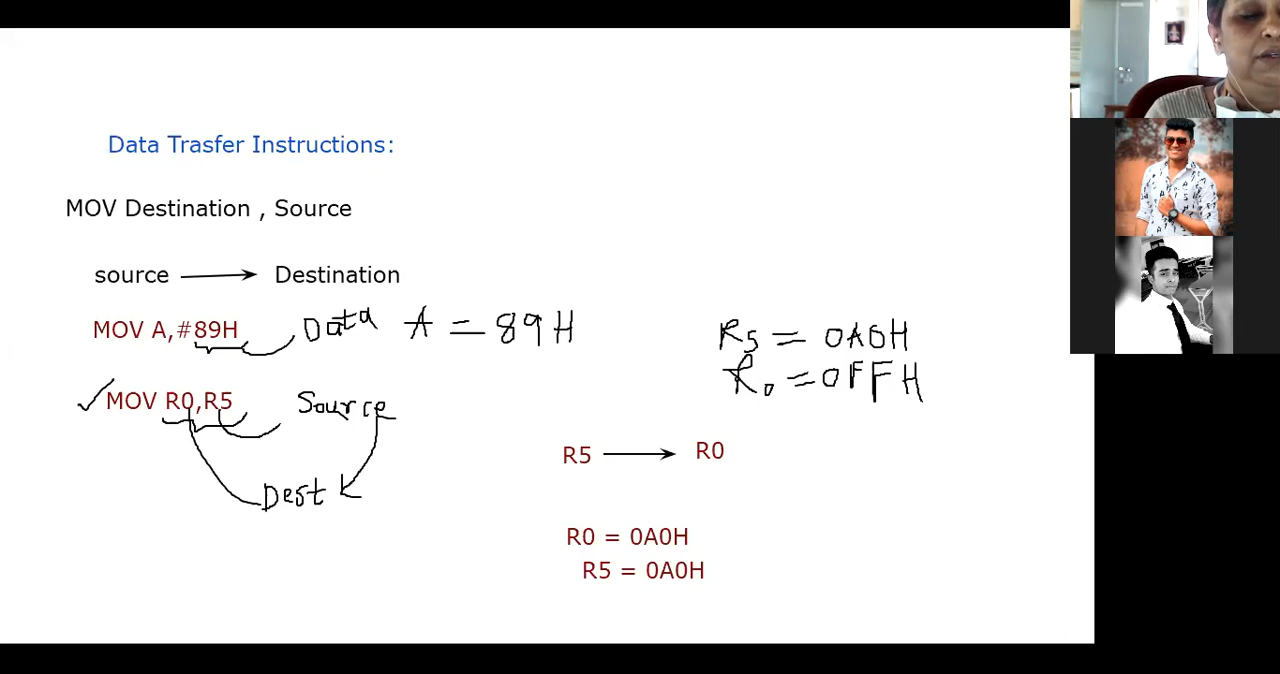 Data Trasfer Instructions:
MOV Destination , Source
source → Destination
MOV A,#89H Data A = 89H
R5 = 0A0H
R0 = 0FFH
MOV R0,R5 Source
Dest
R5 → R0
R0 = 0A0H
R5 = 0A0H